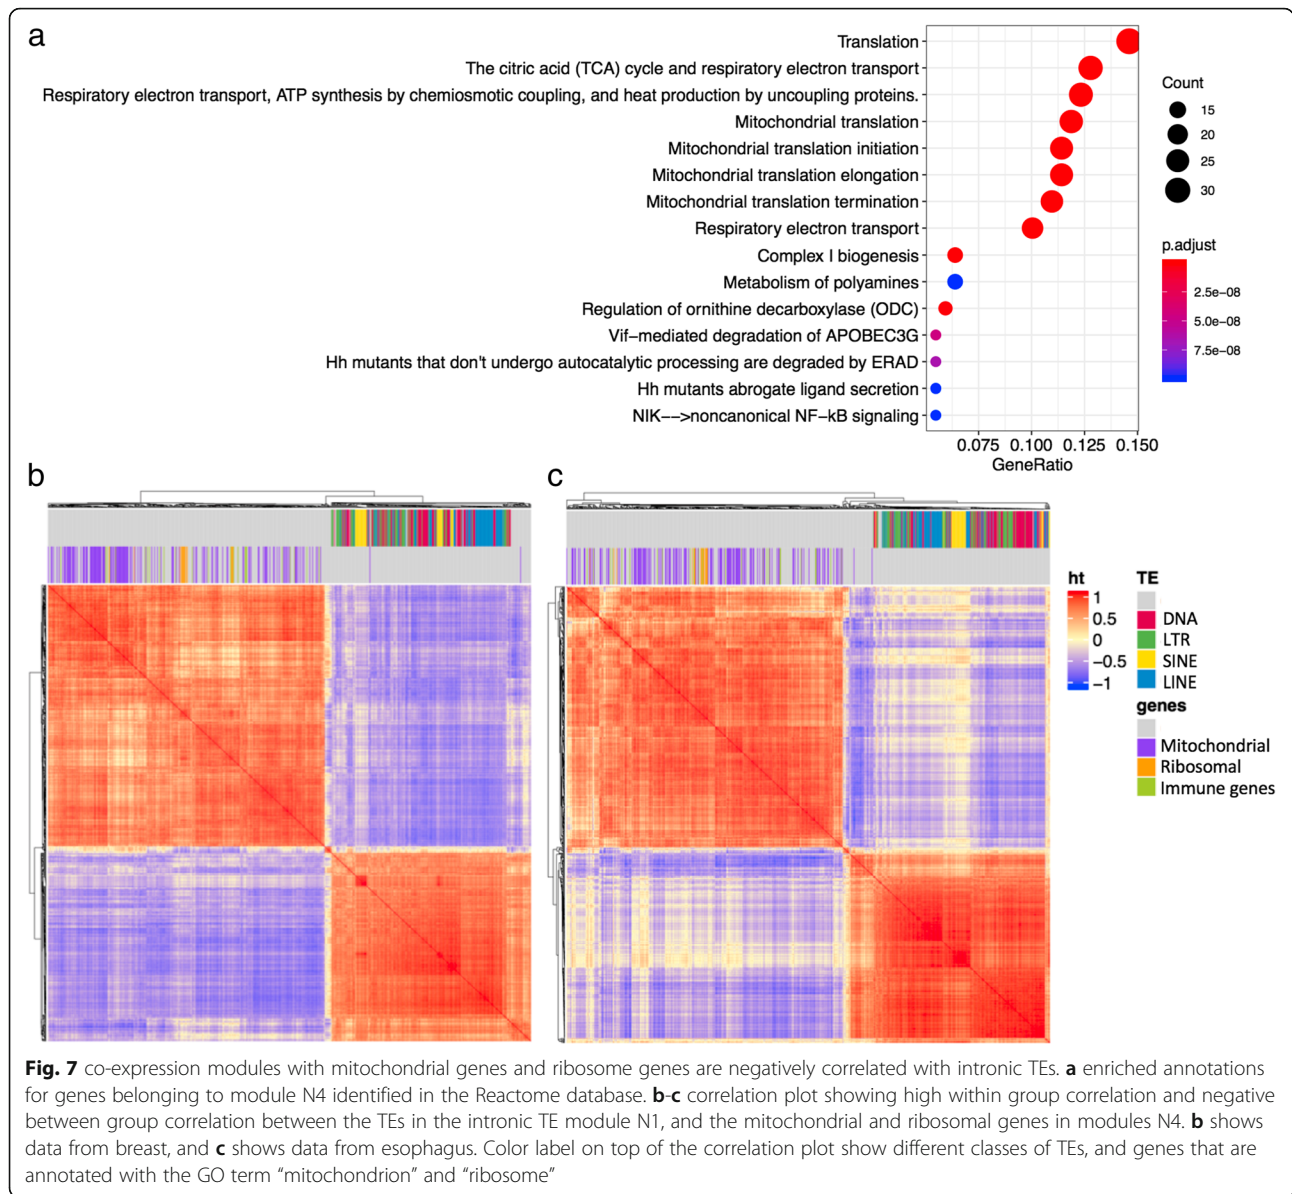 a
Translation
The citric acid (TCA) cycle and respiratory electron transport
Respiratory electron transport, ATP synthesis by chemiosmotic coupling, and heat production by uncoupling proteins.
Mitochondrial translation
Mitochondrial translation initiation
Mitochondrial translation elongation
Mitochondrial translation termination
Respiratory electron transport
Complex I biogenesis
Metabolism of polyamines
Regulation of ornithine decarboxylase (ODC)
Vif−mediated degradation of APOBEC3G
Hh mutants that don't undergo autocatalytic processing are degraded by ERAD
Hh mutants abrogate ligand secretion
NIK−−>noncanonical NF−kB signaling
0.075 0.100 0.125 0.150
GeneRatio
Count
15
20
25
30
p.adjust
2.5e−08
5.0e−08
7.5e−08
b
c
ht
1
0.5
0
−0.5
−1
TE
DNA
LTR
SINE
LINE
genes
Mitochondrial
Ribosomal
Immune genes
Fig. 7 co-expression modules with mitochondrial genes and ribosome genes are negatively correlated with intronic TEs. a enriched annotations
for genes belonging to module N4 identified in the Reactome database. b-c correlation plot showing high within group correlation and negative
between group correlation between the TEs in the intronic TE module N1, and the mitochondrial and ribosomal genes in modules N4. b shows
data from breast, and c shows data from esophagus. Color label on top of the correlation plot show different classes of TEs, and genes that are
annotated with the GO term “mitochondrion” and “ribosome”